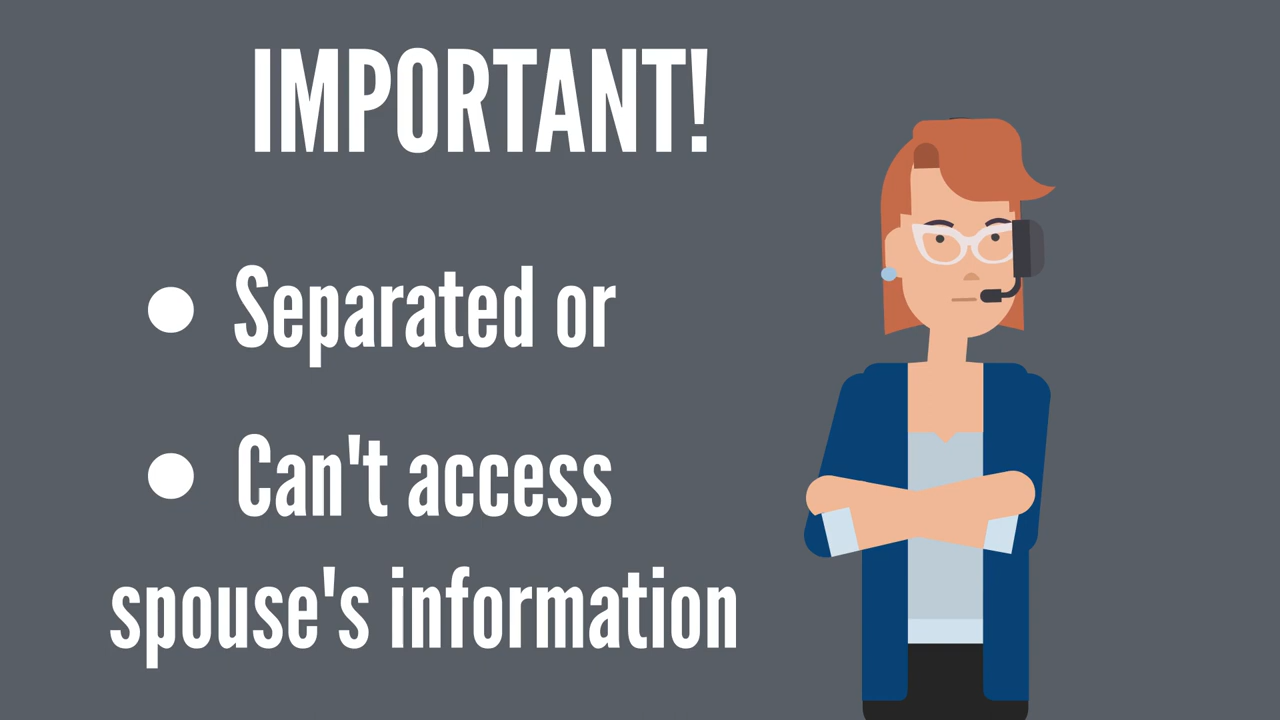 IMPORTANT!
● Separated or
● Can't access
spouse's information